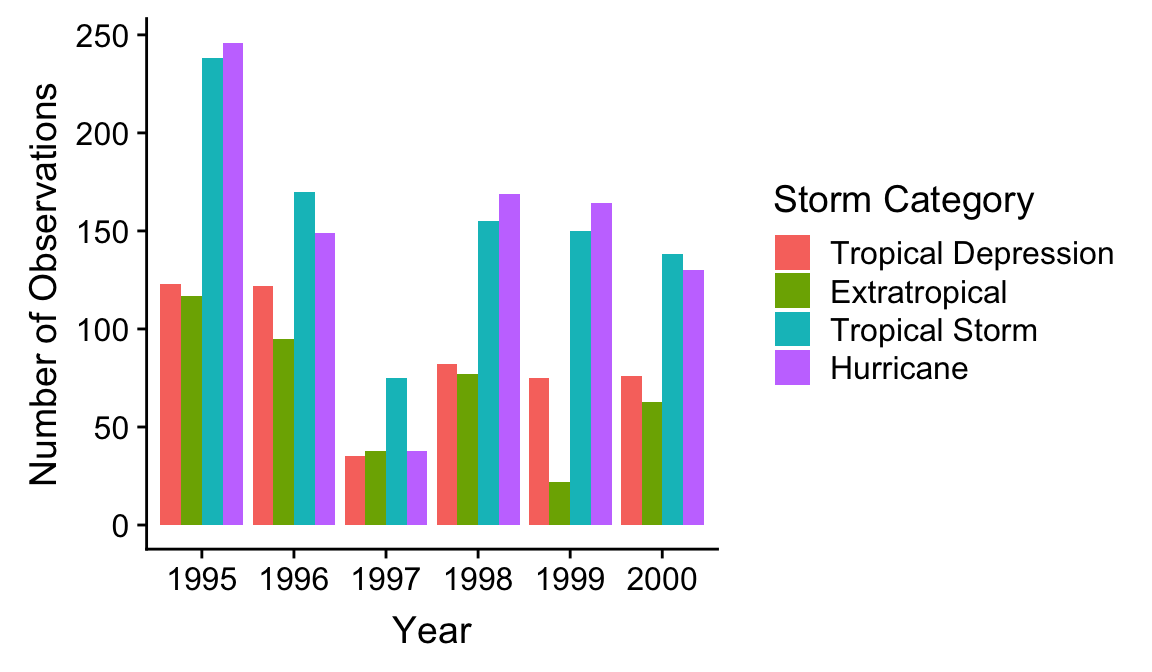 Number of Observations
250
200
150
100
50
0
1995 1996 1997 1998 1999 2000
Year
Storm Category
Tropical Depression
Extratropical
Tropical Storm
Hurricane